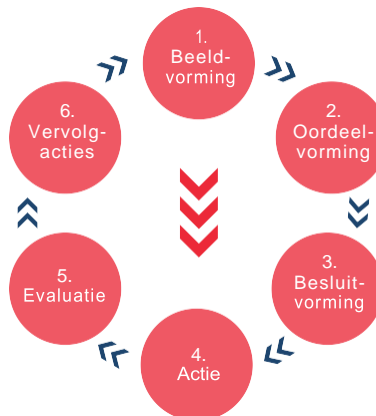 1.
Beeld-
vorming
2.
Oordeel-
vorming
3.
Besluit-
vorming
4.
Actie
5.
Evaluatie
6.
Vervolg-
acties